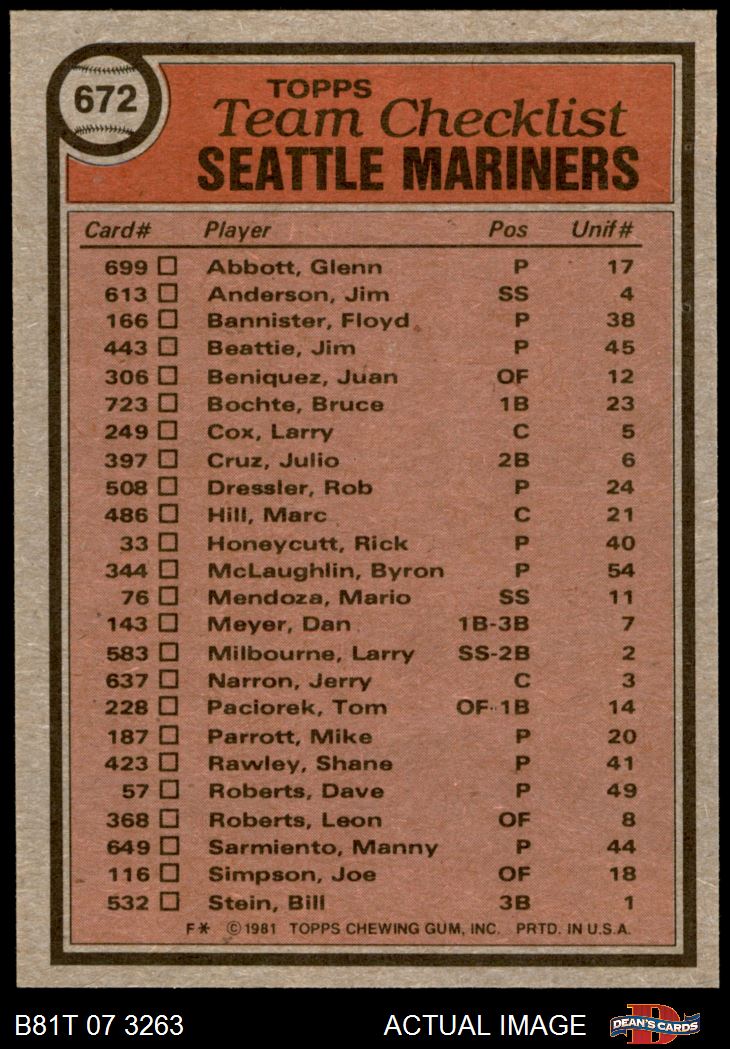 672
TOPPS
Team Checklist
SEATTLE MARINERS
Card# Player Pos Unif#
699 □ Abbott, Glenn P 17
613 □ Anderson, Jim SS 4
166 □ Bannister, Floyd P 38
443 □ Beattie, Jim P 45
306 □ Beniquez, Juan OF 12
723 □ Bochte, Bruce 1B 23
249 □ Cox, Larry C 5
397 □ Cruz, Julio 2B 6
508 □ Dressler, Rob P 24
486 □ Hill, Marc C 21
33 □ Honeycutt, Rick P 40
344 □ McLaughlin, Byron P 54
76 □ Mendoza, Mario SS 11
143 □ Meyer, Dan 1B-3B 7
583 □ Milbourne, Larry SS-2B 2
637 □ Narron, Jerry C 3
228 □ Paciorek, Tom OF-1B 14
187 □ Parrott, Mike P 20
423 □ Rawley, Shane P 41
57 □ Roberts, Dave P 49
368 □ Roberts, Leon OF 8
649 □ Sarmiento, Manny P 44
116 □ Simpson, Joe OF 18
532 □ Stein, Bill 3B 1
F* ©1981 TOPPS CHEWING GUM, INC. PRTD. IN U.S.A.
B81T 07 3263 ACTUAL IMAGE DEAN'S CARDS